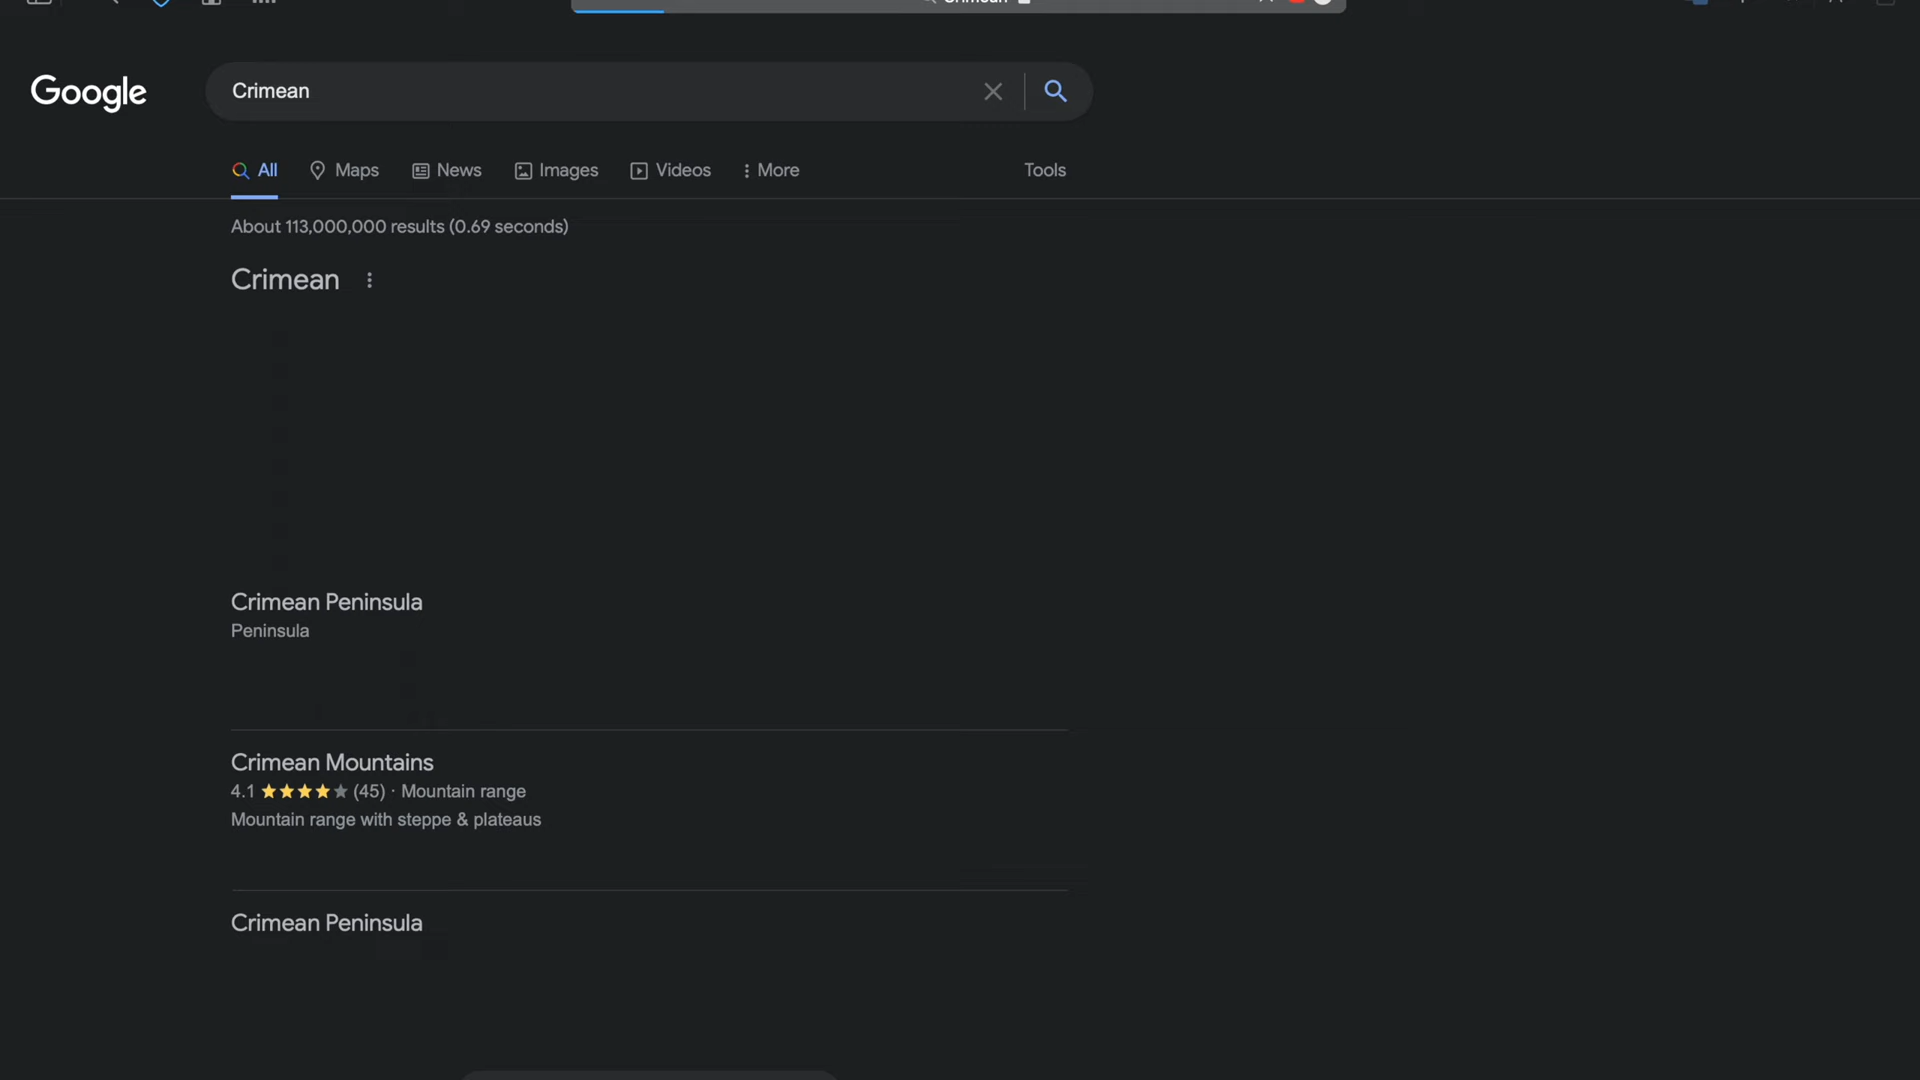 Crimean
Google
Crimean
All
Maps
News
Images
Videos
More
Tools
About 113,000,000 results (0.69 seconds)
Crimean
Crimean Peninsula
Peninsula
Crimean Mountains
4.1 (45) · Mountain range
Mountain range with steppe & plateaus
Crimean Peninsula